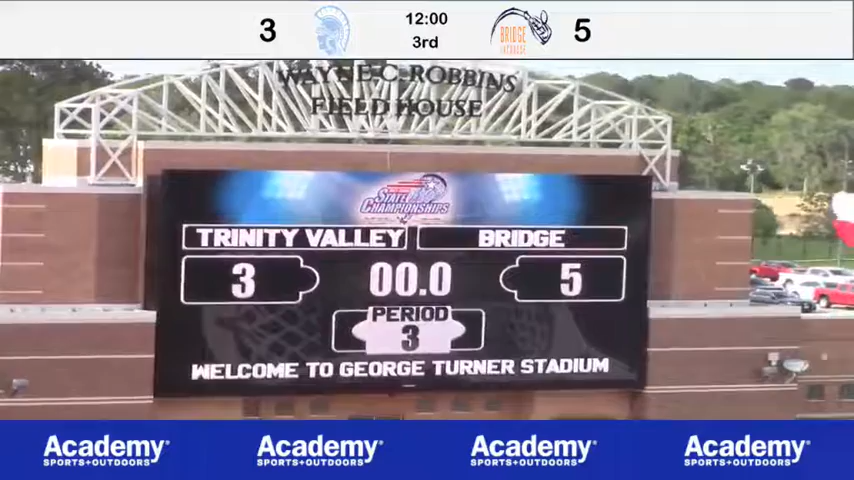 3
12:00
3rd
BRIDGE
LACROSSE
5
WAYNE C. ROBBINS
FIELD HOUSE
STATE
CHAMPIONSHIPS
TRINITY VALLEY
BRIDGE
3
00.0
5
PERIOD
3
WELCOME TO GEORGE TURNER STADIUM
Academy
SPORTS+OUTDOORS
Academy
SPORTS+OUTDOORS
Academy
SPORTS+OUTDOORS
Academy
SPORTS+OUTDOORS